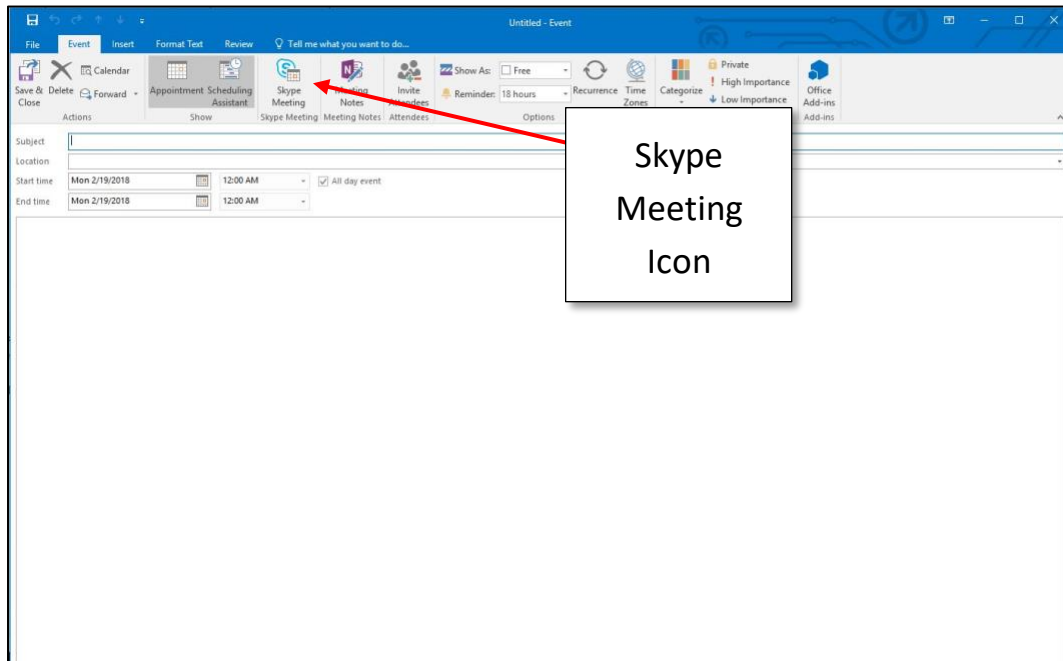 Untitled - Event
File Event Insert Format Text Review Tell me what you want to do...
Save & Close Delete Calendar Forward Appointment Scheduling Assistant Skype Meeting Meeting Notes Invite Attendees Show As: Free Reminder: 18 hours Recurrence Time Zones Categorize Private High Importance Low Importance Office Add-ins
Actions Show Skype Meeting Meeting Notes Attendees Options Add-ins
Subject
Location
Start time Mon 2/19/2018 12:00 AM All day event
End time Mon 2/19/2018 12:00 AM
Skype
Meeting
Icon